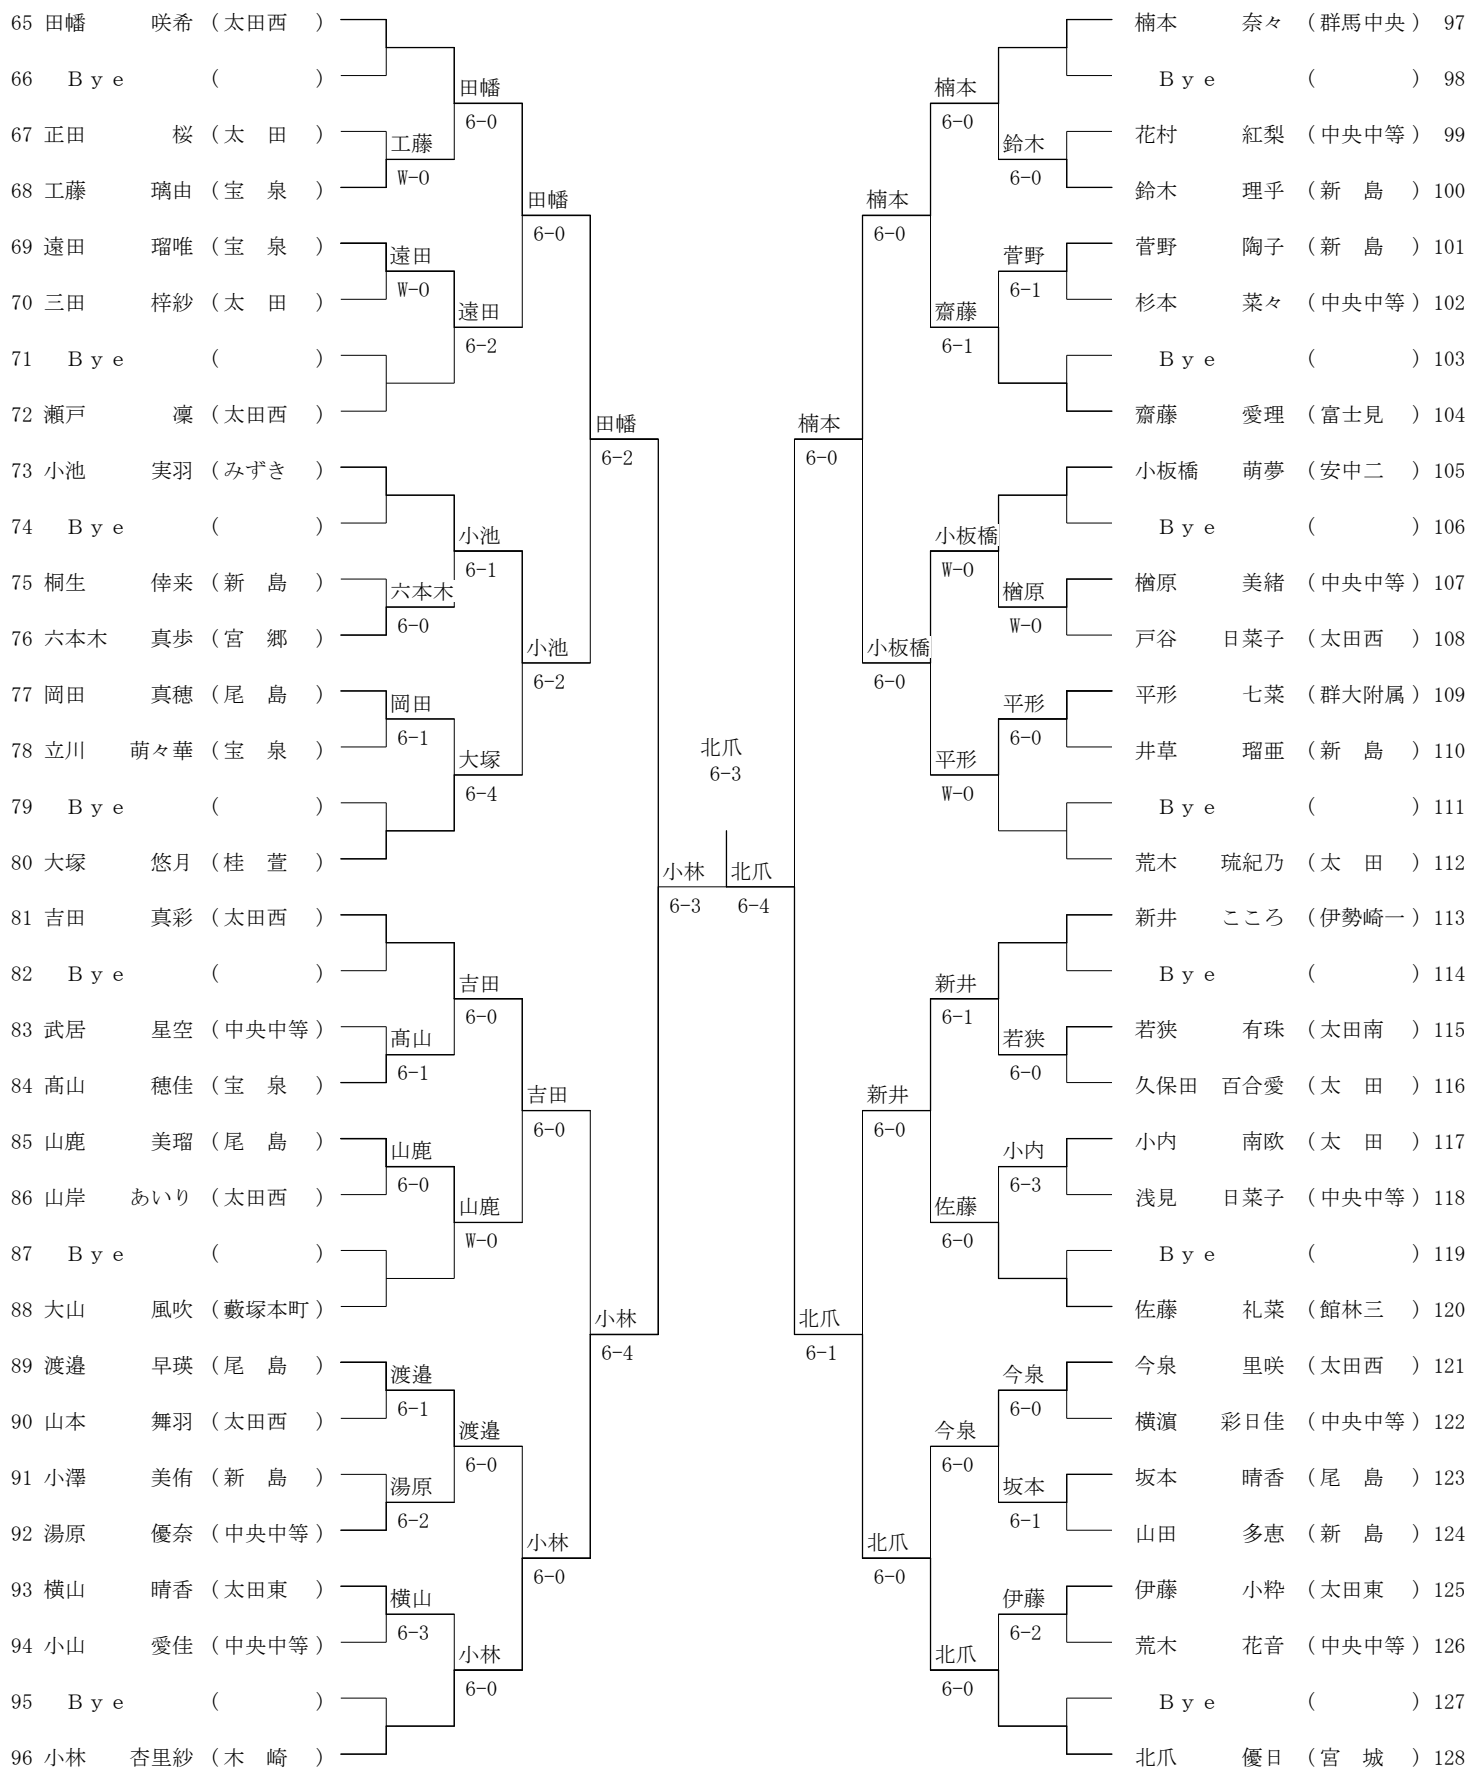 65 田幡 咲希 (太田西 )
66 Bye ( )
田幡
6-0
67 正田 桜 (太 田 )
工藤
W-0
68 工藤 璃由 (宝 泉 )
田幡
6-0
69 遠田 瑠唯 (宝 泉 )
遠田
W-0
70 三田 梓紗 (太 田 )
遠田
6-2
71 Bye ( )
72 瀬戸 凜 (太田西 )
田幡
6-2
73 小池 実羽 (みずき )
74 Bye ( )
小池
6-1
75 桐生 倖来 (新 島 )
六本木
6-0
76 六本木 真歩 (宮 郷 )
小池
6-2
77 岡田 真穂 (尾 島 )
岡田
6-1
78 立川 萌々華 (宝 泉 )
大塚
6-4
79 Bye ( )
80 大塚 悠月 (桂 萱 )
小林
6-3
81 吉田 真彩 (太田西 )
82 Bye ( )
吉田
6-0
83 武居 星空 (中央中等)
髙山
6-1
84 髙山 穂佳 (宝 泉 )
吉田
6-0
85 山鹿 美瑠 (尾 島 )
山鹿
6-0
86 山岸 あいり (太田西 )
山鹿
W-0
87 Bye ( )
88 大山 風吹 (藪塚本町)
小林
6-4
89 渡邉 早瑛 (尾 島 )
渡邉
6-1
90 山本 舞羽 (太田西 )
渡邉
6-0
91 小澤 美侑 (新 島 )
湯原
6-2
92 湯原 優奈 (中央中等)
小林
6-0
93 横山 晴香 (太田東 )
横山
6-3
94 小山 愛佳 (中央中等)
小林
6-0
95 Bye ( )
96 小林 杏里紗 (木 崎 )
北爪
6-3
楠本 奈々 (群馬中央) 97
Bye ( ) 98
楠本
6-0
花村 紅梨 (中央中等) 99
鈴木
6-0
鈴木 理乎 (新 島 ) 100
楠本
6-0
菅野 陶子 (新 島 ) 101
菅野
6-1
杉本 菜々 (中央中等) 102
齋藤
6-1
Bye ( ) 103
齋藤 愛理 (富士見 ) 104
楠本
6-0
小板橋 萌夢 (安中二 ) 105
Bye ( ) 106
小板橋
W-0
楢原 美緒 (中央中等) 107
楢原
W-0
戸谷 日菜子 (太田西 ) 108
小板橋
6-0
平形 七菜 (群大附属) 109
平形
6-0
井草 瑠亜 (新 島 ) 110
平形
W-0
Bye ( ) 111
荒木 琉紀乃 (太 田 ) 112
北爪
6-4
新井 こころ (伊勢崎一) 113
Bye ( ) 114
新井
6-1
若狭 有珠 (太田南 ) 115
若狭
6-0
久保田 百合愛 (太 田 ) 116
新井
6-0
小内 南欧 (太 田 ) 117
小内
6-3
浅見 日菜子 (中央中等) 118
佐藤
6-0
Bye ( ) 119
佐藤 礼菜 (館林三 ) 120
北爪
6-1
今泉 里咲 (太田西 ) 121
今泉
6-0
横濵 彩日佳 (中央中等) 122
今泉
6-0
坂本 晴香 (尾 島 ) 123
坂本
6-1
山田 多恵 (新 島 ) 124
北爪
6-0
伊藤 小粋 (太田東 ) 125
伊藤
6-2
荒木 花音 (中央中等) 126
北爪
6-0
Bye ( ) 127
北爪 優日 (宮 城 ) 128